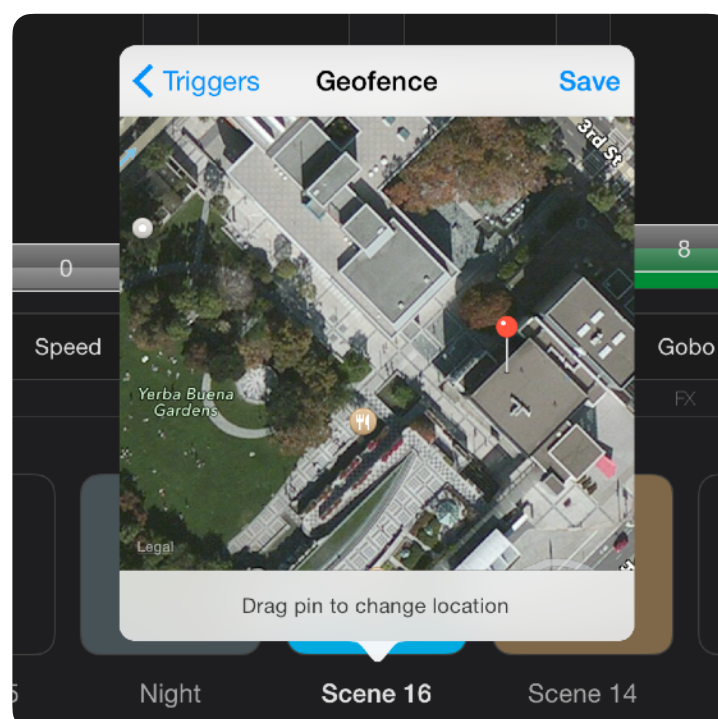 Triggers
Geofence
Save
3rd St
0
8
Speed
Gobo
Yerba Buena
Gardens
FX
Legal
Drag pin to change location
5
Night
Scene 16
Scene 14